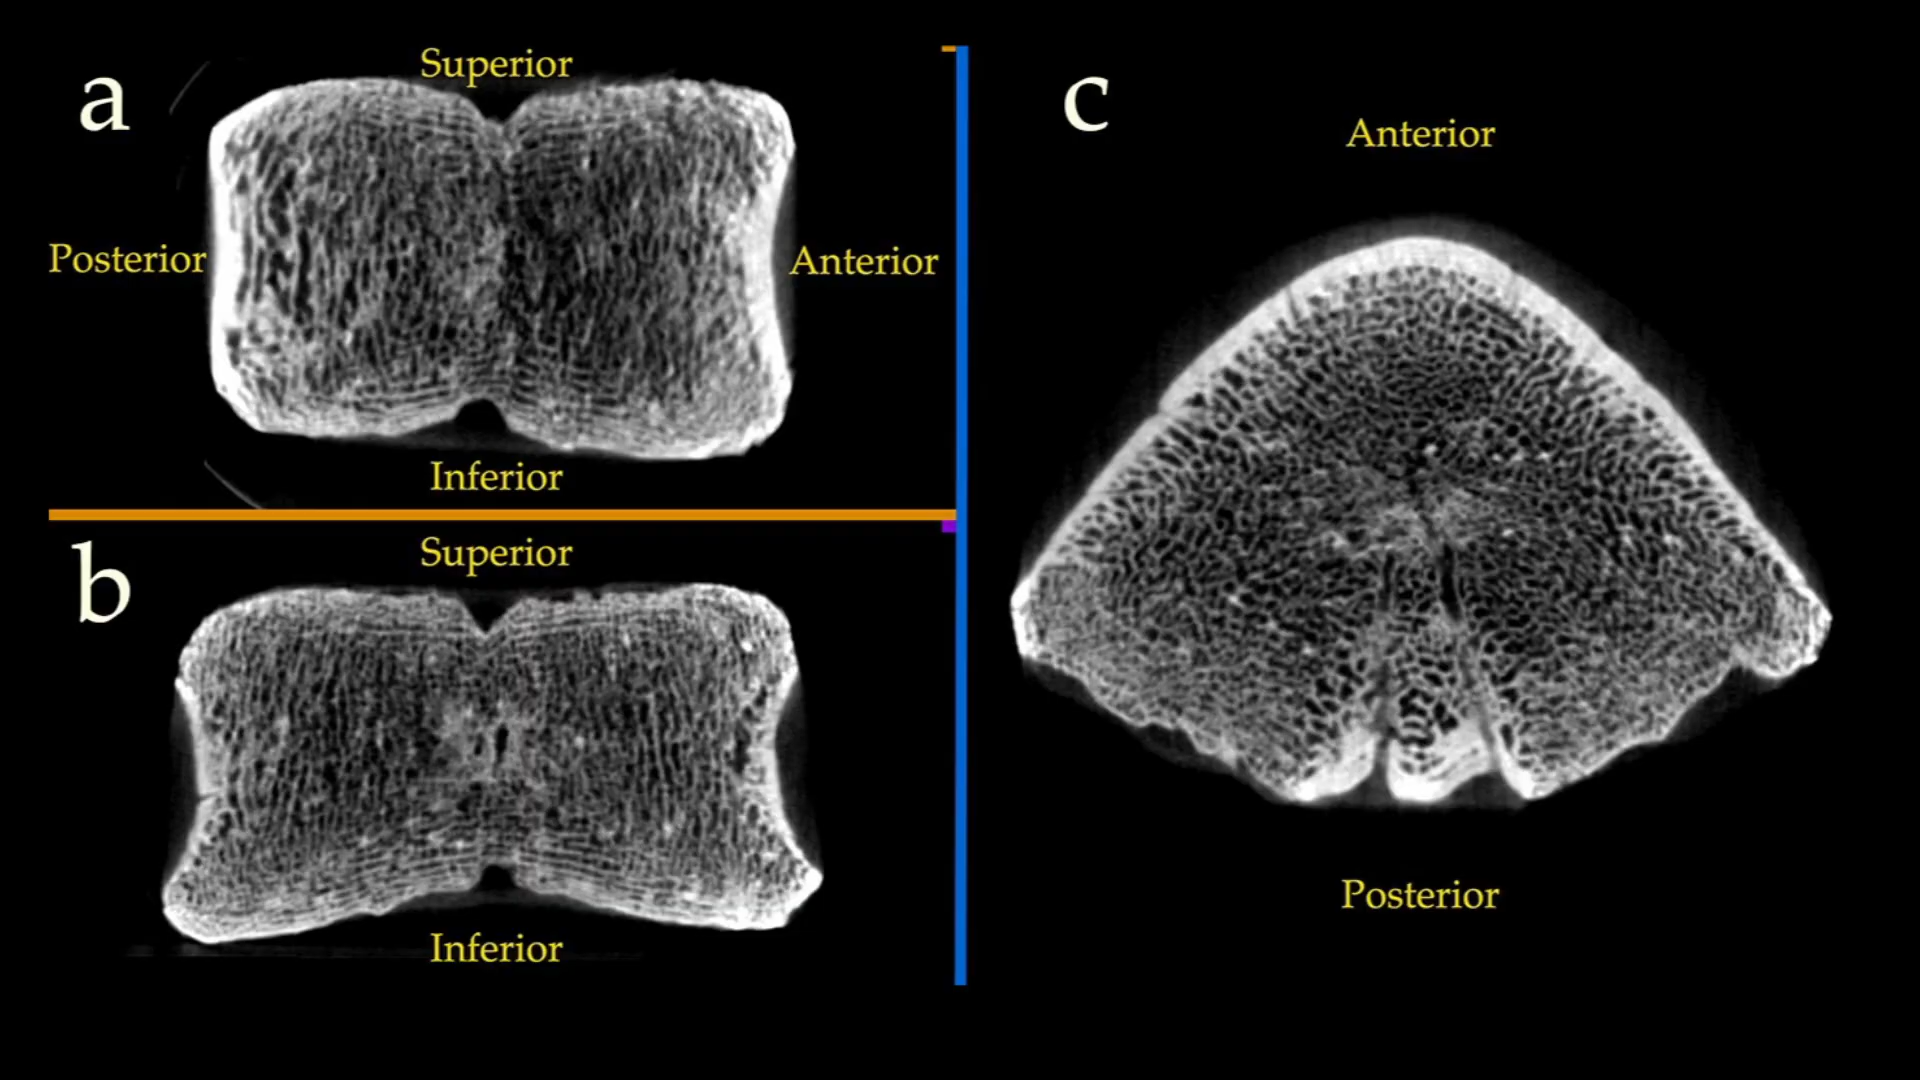 a
Superior
Posterior
Anterior
Inferior
b
Superior
Inferior
c
Anterior
Posterior